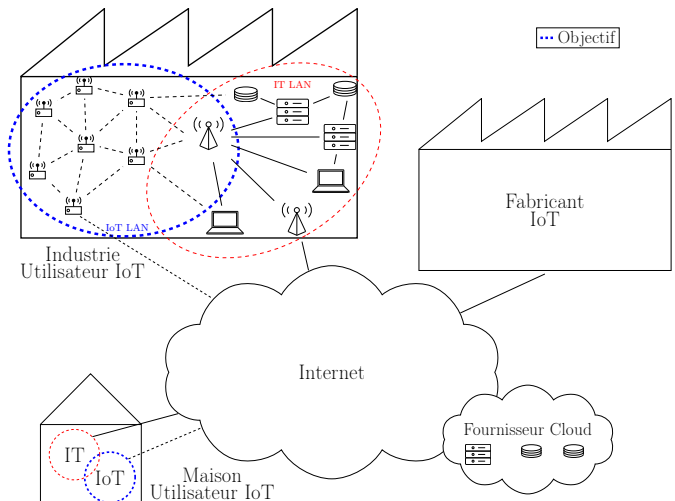 Objectif
IT LAN
IoT LAN
Industrie
Utilisateur IoT
Fabricant
IoT
Internet
Fournisseur Cloud
IT
IoT
Maison
Utilisateur IoT